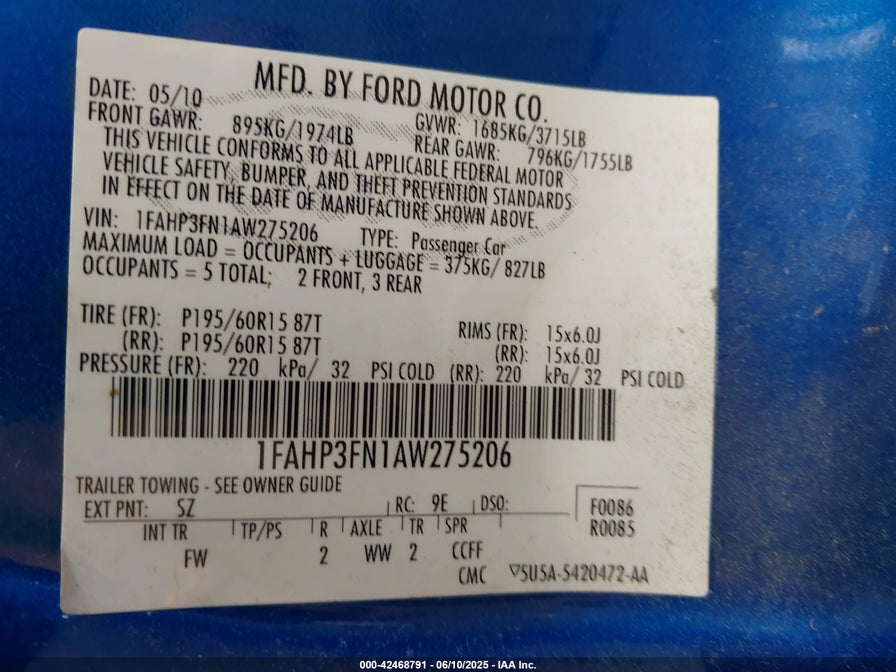 MFD. BY FORD MOTOR CO.
DATE: 05/10 GVWR: 1685KG/3715LB
FRONT GAWR: 895KG/1974LB REAR GAWR: 796KG/1755LB
THIS VEHICLE CONFORMS TO ALL APPLICABLE FEDERAL MOTOR
VEHICLE SAFETY, BUMPER, AND THEFT PREVENTION STANDARDS
IN EFFECT ON THE DATE OF MANUFACTURE SHOWN ABOVE.
VIN: 1FAHP3FN1AW275206 TYPE: Passenger Car
MAXIMUM LOAD = OCCUPANTS + LUGGAGE = 375KG/ 827LB
OCCUPANTS = 5 TOTAL; 2 FRONT, 3 REAR
TIRE (FR): P195/60R15 87T RIMS (FR): 15x6.0J
(RR): P195/60R15 87T (RR): 15x6.0J
PRESSURE (FR): 220 kPa/ 32 PSI COLD (RR): 220 kPa/ 32 PSI COLD
1FAHP3FN1AW275206
TRAILER TOWING - SEE OWNER GUIDE
EXT PNT: SZ RC: 9E DSO: F0086
INT TR TP/PS R AXLE TR SPR R0085
FW 2 WW 2 CCFF
CMC ▽5U5A-5420472-AA
000-42468791 - 06/10/2025 - IAA Inc.